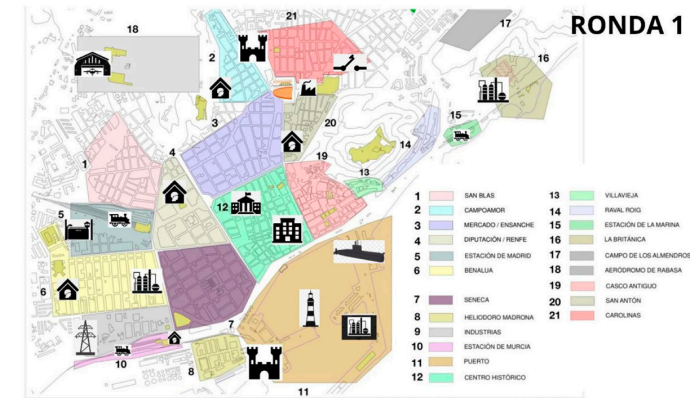 RONDA 1
21
18
17
2
16
3
20
15
1
4
14
19
13
12
5
6
7
10
8
11
1 SAN BLAS
2 CAMPOAMOR
3 MERCADO / ENSANCHE
4 DIPUTACIÓN / RENFE
5 ESTACIÓN DE MADRID
6 BENALUA
7 SENECA
8 HELIODORO MADRONA
9 INDUSTRIAS
10 ESTACIÓN DE MURCIA
11 PUERTO
12 CENTRO HISTÓRICO
13 VILLAVIEJA
14 RAVAL ROIG
15 ESTACIÓN DE LA MARINA
16 LA BRITÁNICA
17 CAMPO DE LOS ALMENDROS
18 AERÓDROMO DE RABASA
19 CASCO ANTIGUO
20 SAN ANTÓN
21 CAROLINAS